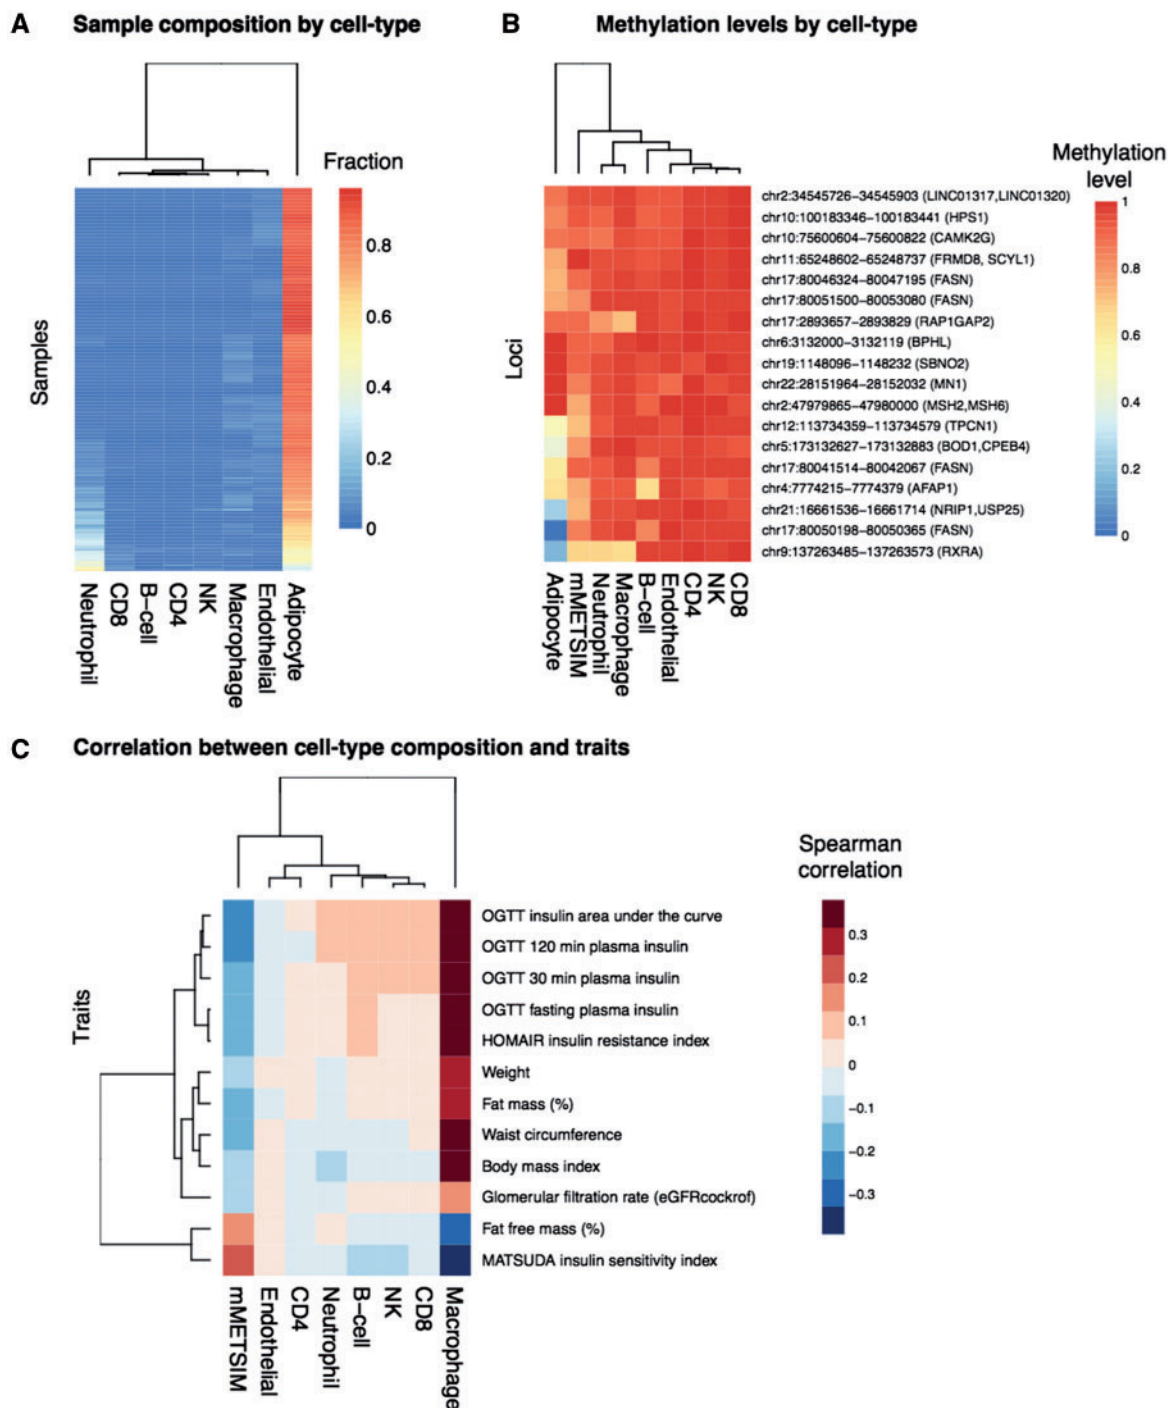 A Sample composition by cell-type
Fraction
0.8
0.6
0.4
0.2
0
Samples
Neutrophil
CD8
B-cell
CD4
NK
Macrophage
Endothelial
Adipocyte
B Methylation levels by cell-type
Methylation
level
1
0.8
0.6
0.4
0.2
0
Loci
chr2:34545726-34545903 (LINC01317,LINC01320)
chr10:100183346-100183441 (HPS1)
chr10:75600604-75600822 (CAMK2G)
chr11:65248602-65248737 (FRMD8, SCYL1)
chr17:80046324-80047195 (FASN)
chr17:80051500-80053080 (FASN)
chr17:2893657-2893829 (RAP1GAP2)
chr6:3132000-3132119 (BPHL)
chr19:1148096-1148232 (SBNO2)
chr22:28151964-28152032 (MN1)
chr2:47979865-47980000 (MSH2,MSH6)
chr12:113734359-113734579 (TPCN1)
chr5:173132627-173132883 (BOD1,CPEB4)
chr17:80041514-80042067 (FASN)
chr4:7774215-7774379 (AFAP1)
chr21:16661536-16661714 (NRIP1,USP25)
chr17:80050198-80050365 (FASN)
chr9:137263485-137263573 (RXRA)
Adipocyte
mMETSIM
Neutrophil
Macrophage
B-cell
Endothelial
CD4
NK
CD8
C Correlation between cell-type composition and traits
Spearman
correlation
0.3
0.2
0.1
0
-0.1
-0.2
-0.3
Traits
OGTT insulin area under the curve
OGTT 120 min plasma insulin
OGTT 30 min plasma insulin
OGTT fasting plasma insulin
HOMAIR insulin resistance index
Weight
Fat mass (%)
Waist circumference
Body mass index
Glomerular filtration rate (eGFRcockrof)
Fat free mass (%)
MATSUDA insulin sensitivity index
mMETSIM
Endothelial
CD4
Neutrophil
B-cell
NK
CD8
Macrophage